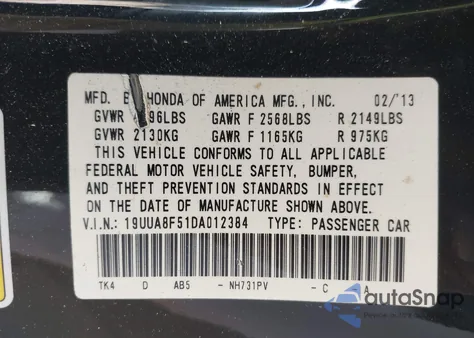 MFD. HONDA OF AMERICA MFG., INC. 02/'13
GVWR GAWR F 2568LBS R 2149LBS
GVWR 2130KG GAWR F 1165KG R 975KG
THIS VEHICLE CONFORMS TO ALL APPLICABLE
FEDERAL MOTOR VEHICLE SAFETY, BUMPER,
AND THEFT PREVENTION STANDARDS IN EFFECT
ON THE DATE OF MANUFACTURE SHOWN ABOVE.
V.I.N.: 19UUA8F51DA012384 TYPE: PASSENGER CAR
TK4 D AB5 - NH731PV - C - A
autoSnap
Powered by AI